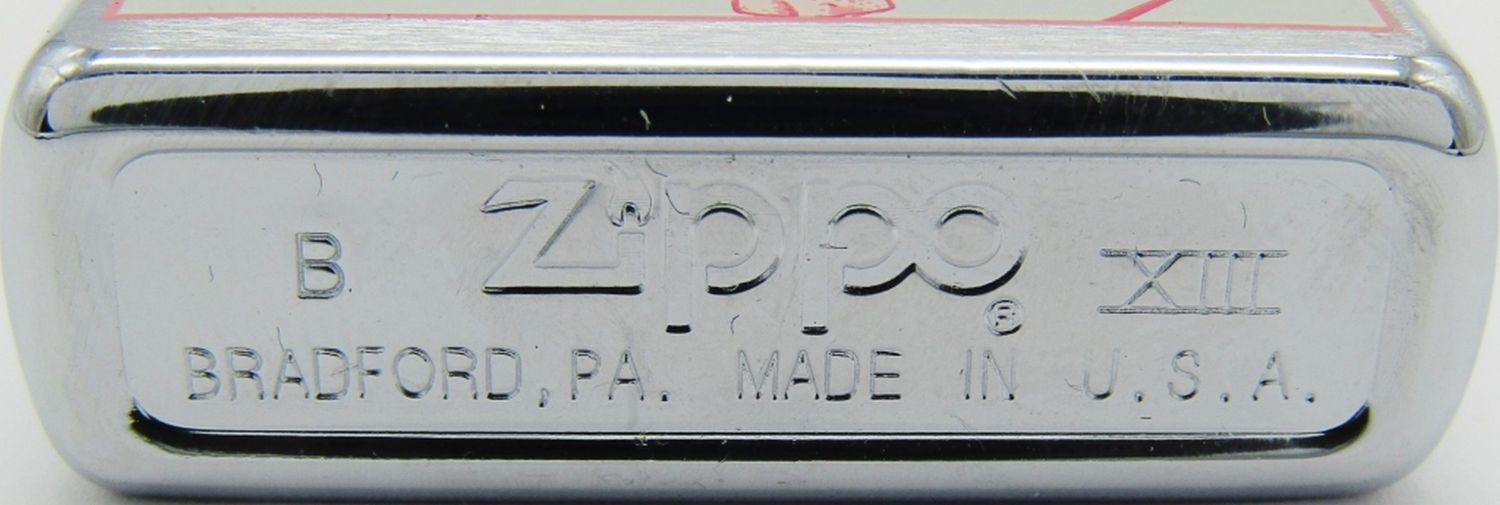 B Zippo® XIII
BRADFORD, PA. MADE IN U.S.A.